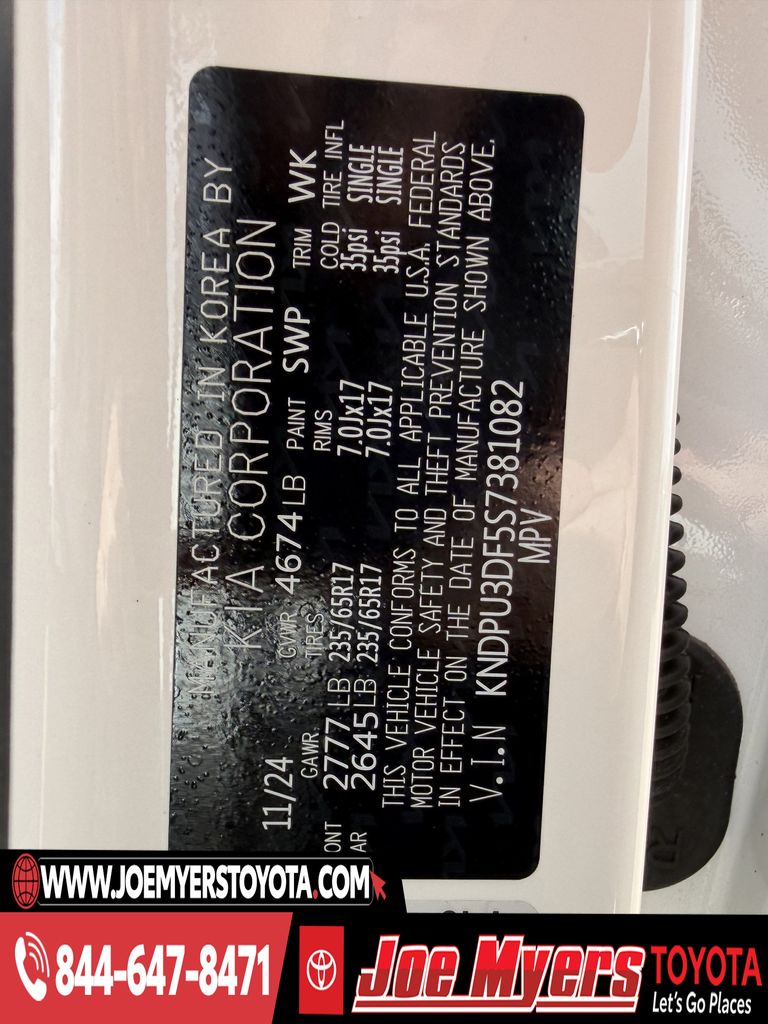 MANUFACTURED IN KOREA BY
KIA CORPORATION
11/24 GVWR 4674LB PAINT SWP TRIM WK
GAWR. TIRES RIMS COLD TIRE INFL
ONT 2777LB 235/65R17 7.0Jx17 35psi SINGLE
AR 2645LB 235/65R17 7.0Jx17 35psi SINGLE
THIS VEHICLE CONFORMS TO ALL APPLICABLE U.S.A. FEDERAL
MOTOR VEHICLE SAFETY AND THEFT PREVENTION STANDARDS
IN EFFECT ON THE DATE OF MANUFACTURE SHOWN ABOVE.
V.I.N KNDPU3DF5S7381082
MPV
WWW.JOEMYERSTOYOTA.COM
844-647-8471
Joe Myers TOYOTA
Let's Go Places